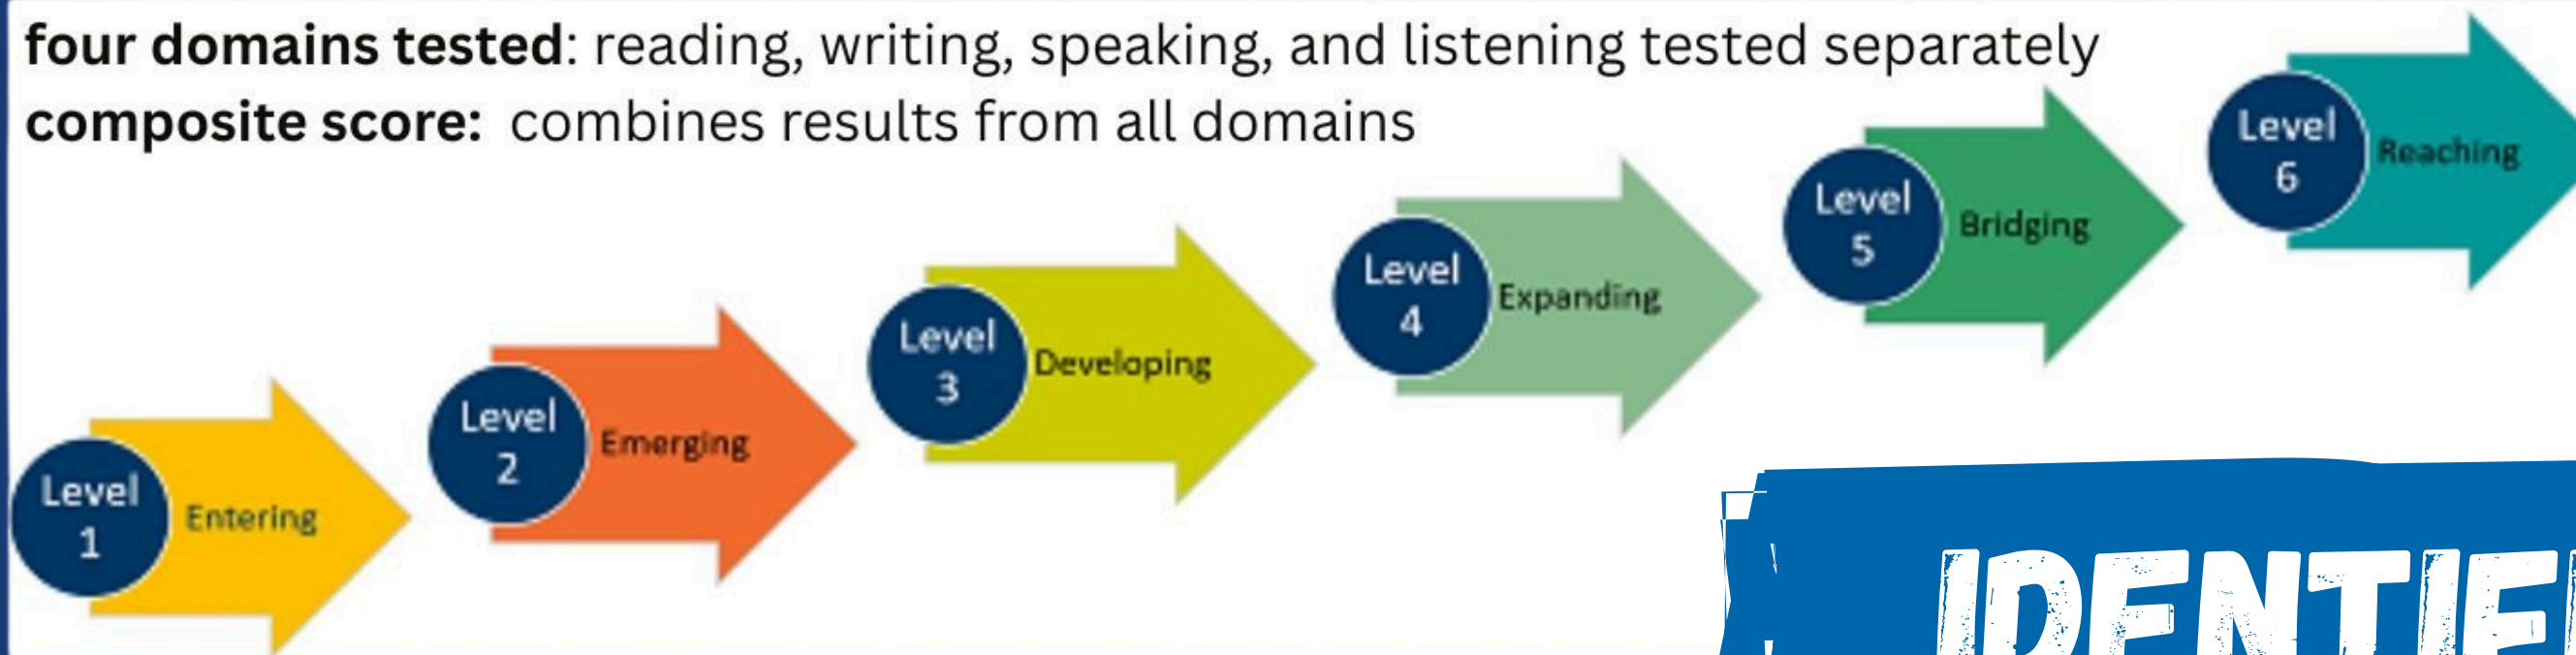 four domains tested: reading, writing, speaking, and listening tested separately
composite score: combines results from all domains
Level
1
Entering
Level
2
Emerging
Level
3
Developing
Level
4
Expanding
Level
5
Bridging
Level
6
Reaching